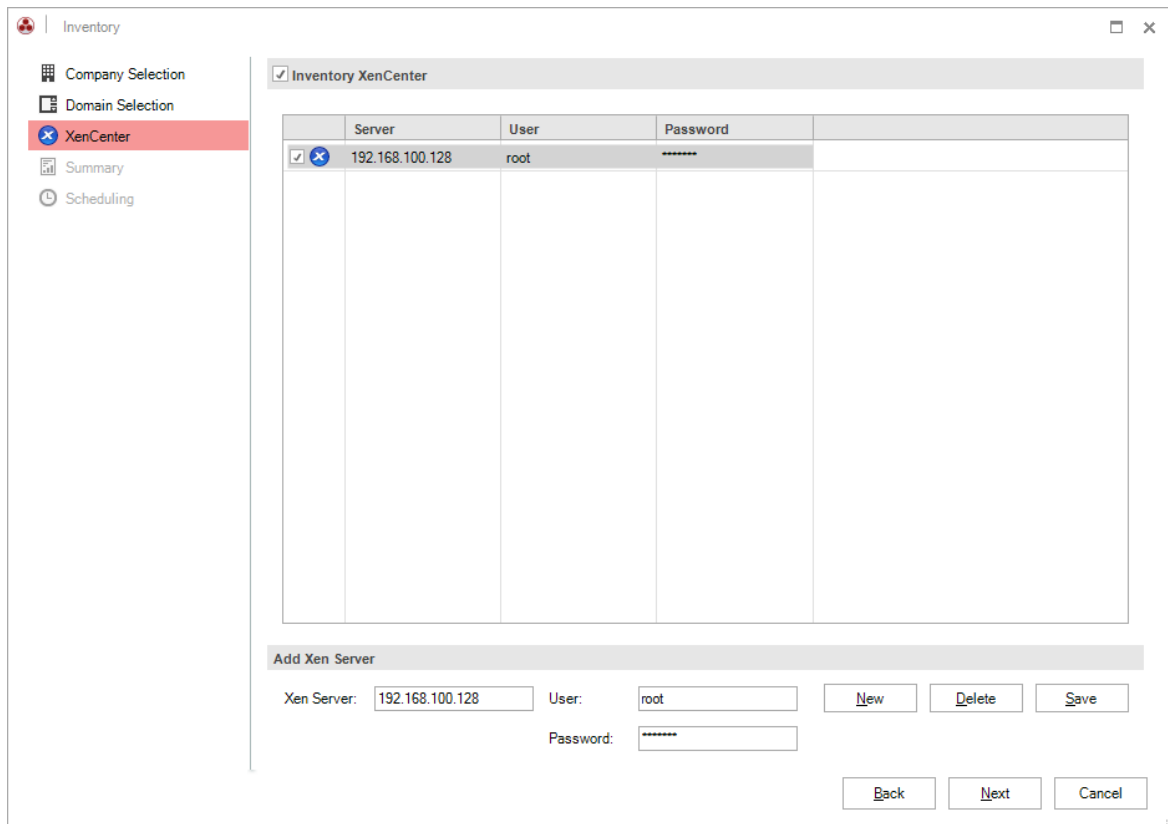 Inventory
Company Selection
Domain Selection
XenCenter
Summary
Scheduling
Inventory XenCenter
Server User Password
192.168.100.128 root *******
Add Xen Server
Xen Server: 192.168.100.128 User: root New Delete Save
Password: *******
Back Next Cancel